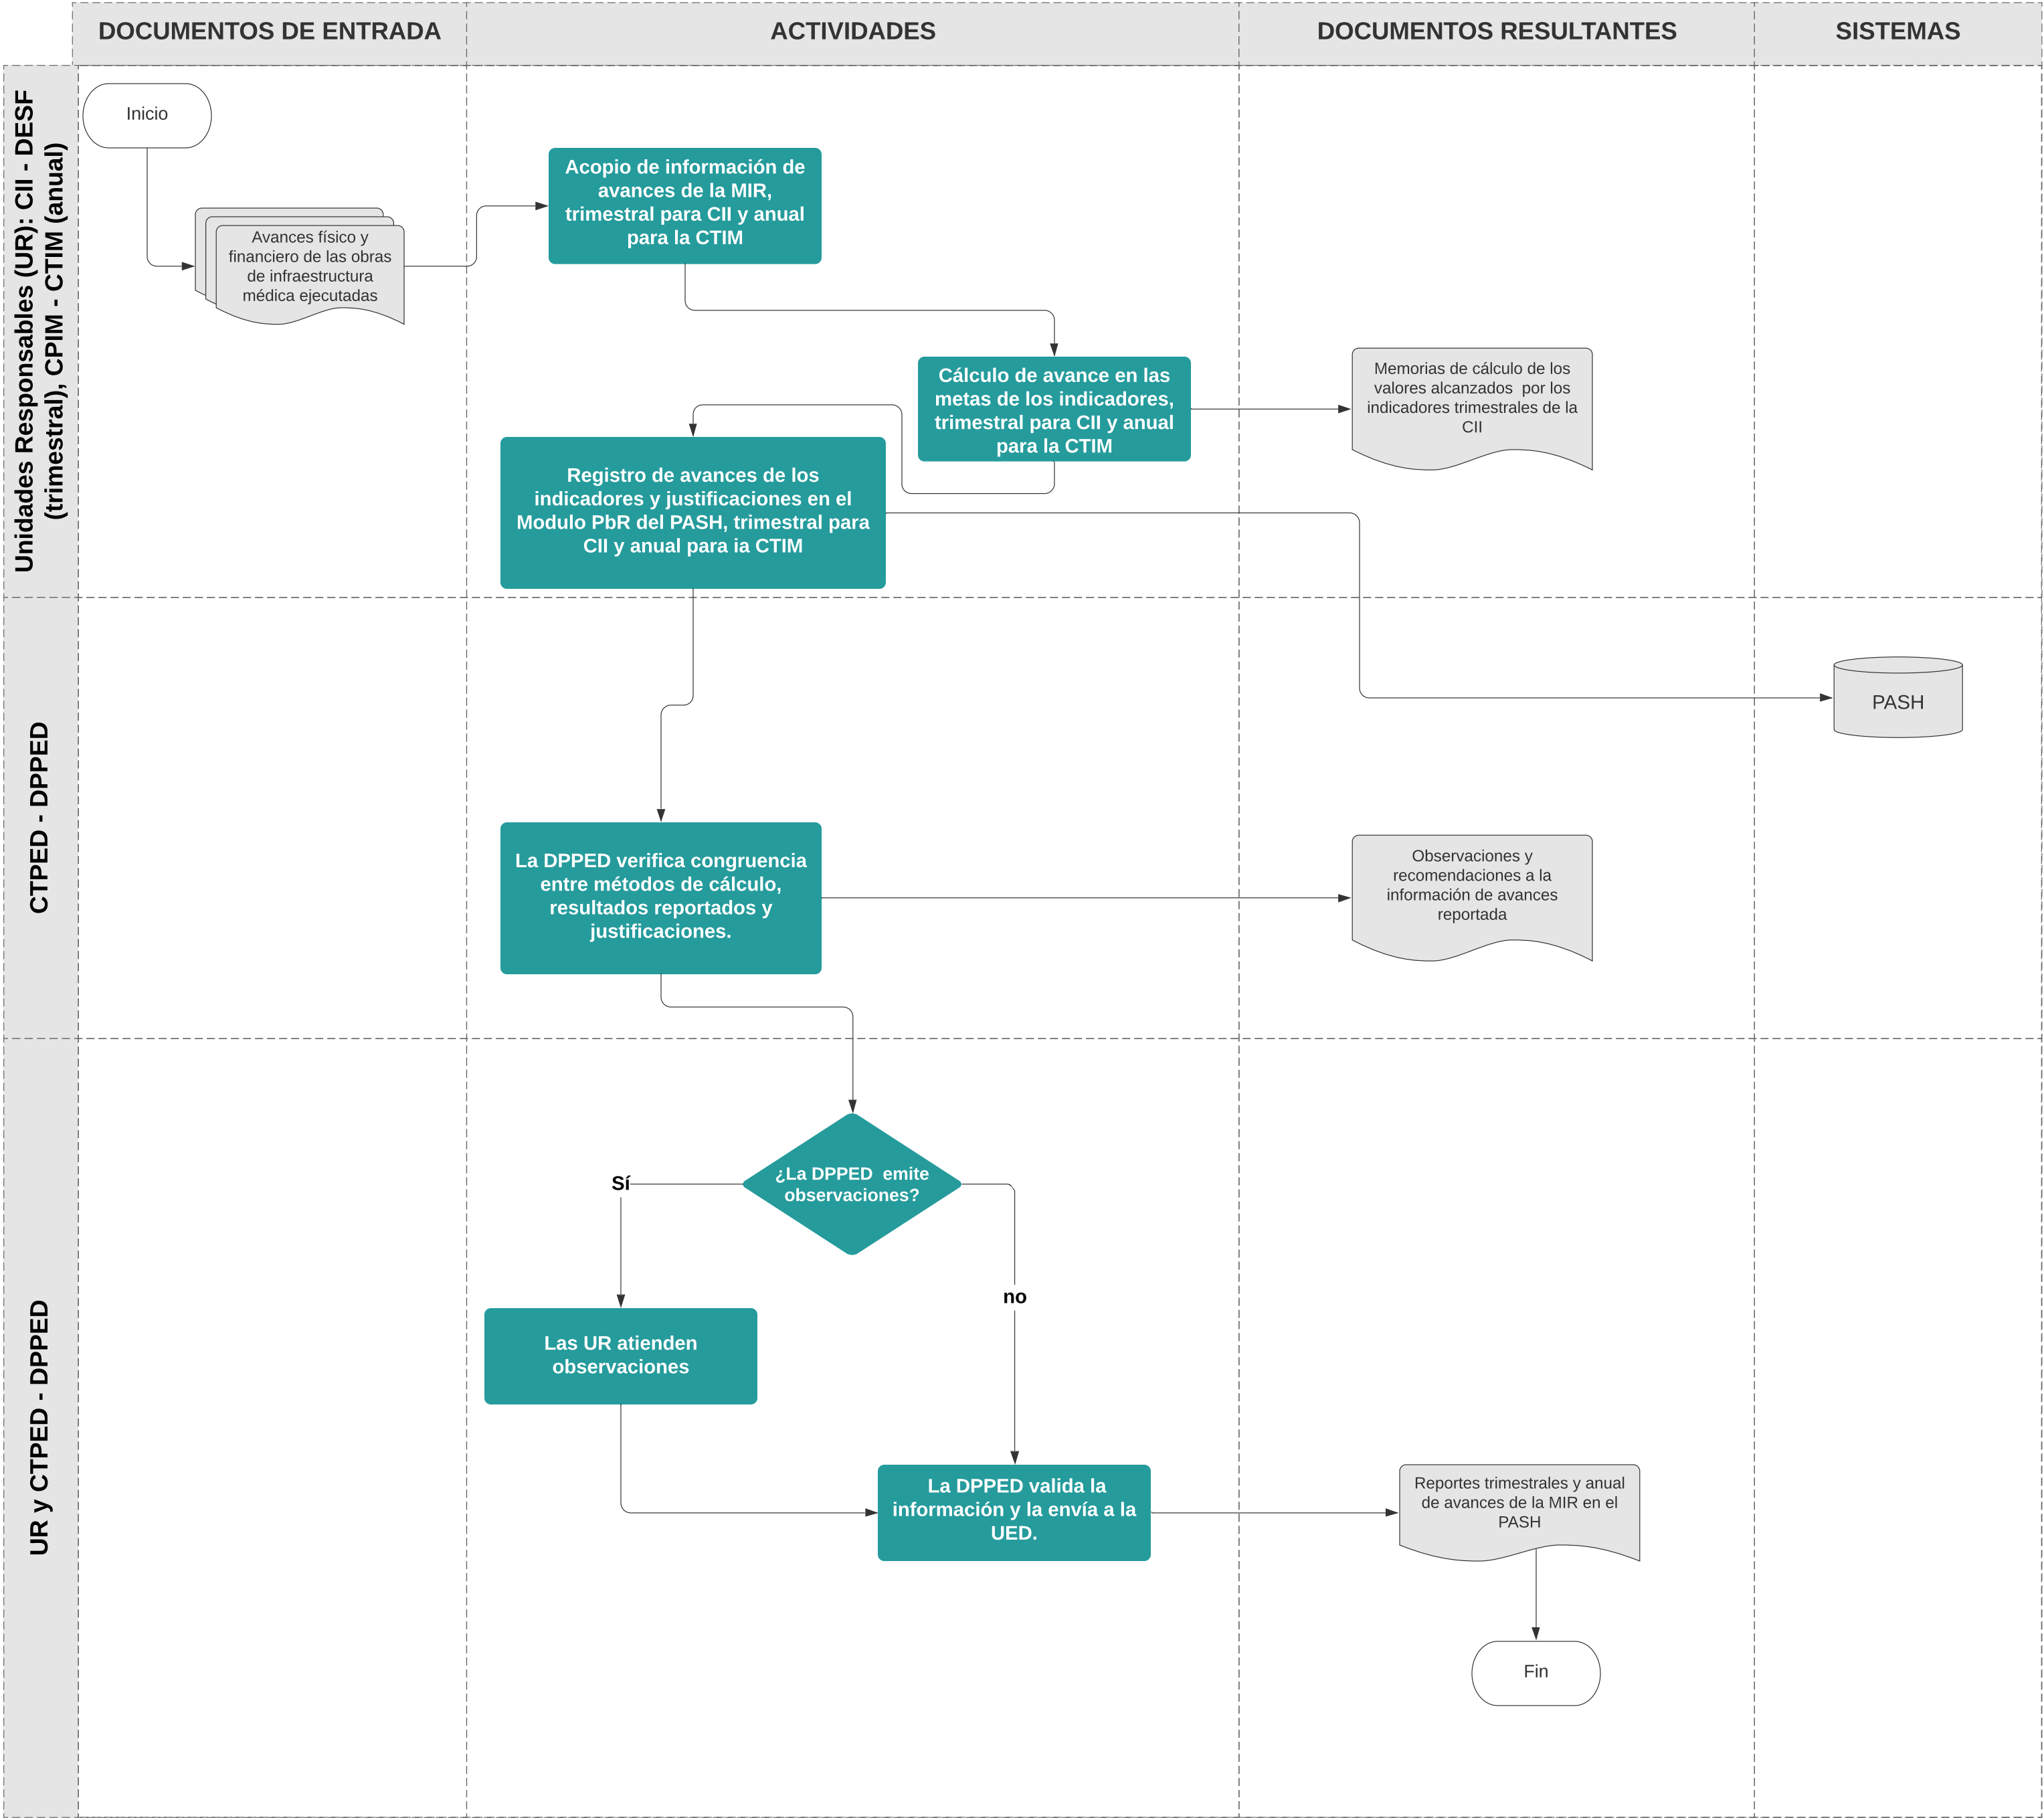 DOCUMENTOS DE ENTRADA
ACTIVIDADES
DOCUMENTOS RESULTANTES
SISTEMAS
Unidades Responsables (UR): CII - DESF
(trimestral), CPIM - CTIM (anual)
Inicio
Avances físico y
financiero de las obras
de infraestructura
médica ejecutadas
Acopio de información de
avances de la MIR,
trimestral para CII y anual
para la CTIM
Cálculo de avance en las
metas de los indicadores,
trimestral para CII y anual
para la CTIM
Memorias de cálculo de los
valores alcanzados  por los
indicadores trimestrales de la
CII
Registro de avances de los
indicadores y justificaciones en el
Modulo PbR del PASH, trimestral para
CII y anual para ia CTIM
CTPED - DPPED
PASH
La DPPED verifica congruencia
entre métodos de cálculo,
resultados reportados y
justificaciones.
Observaciones y
recomendaciones a la
información de avances
reportada
UR y CTPED - DPPED
¿La DPPED  emite
observaciones?
Sí
no
Las UR atienden
observaciones
La DPPED valida la
información y la envía a la
UED.
Reportes trimestrales y anual
de avances de la MIR en el
PASH
Fin